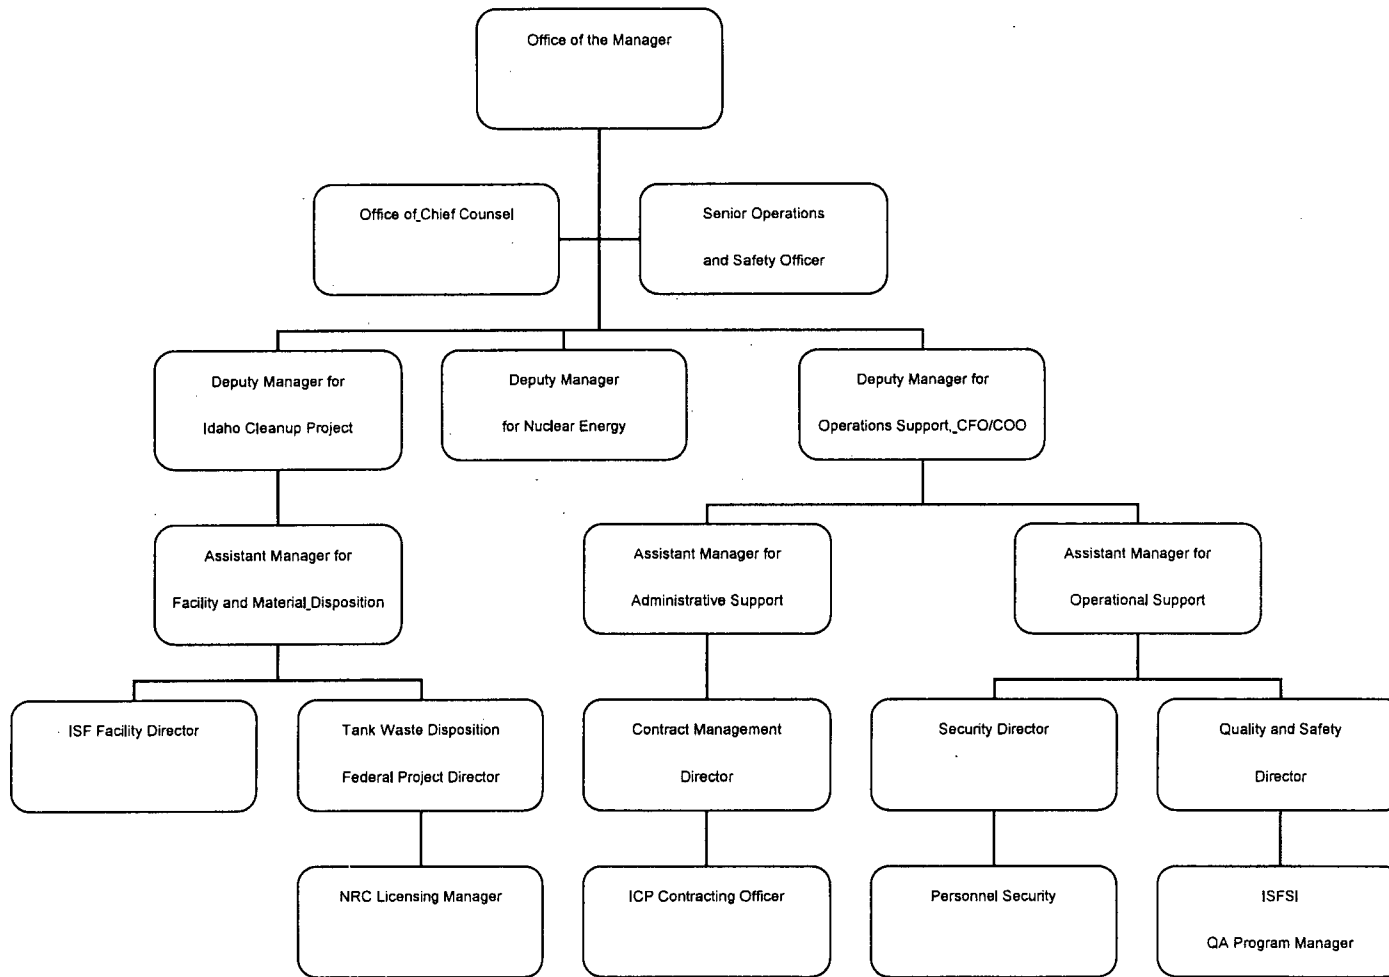 Office of the Manager
Office of Chief Counsel
Senior Operations
and Safety Officer
Deputy Manager for
Idaho Cleanup Project
Deputy Manager
for Nuclear Energy
Deputy Manager for
Operations Support, CFO/COO
Assistant Manager for
Facility and Material Disposition
Assistant Manager for
Administrative Support
Assistant Manager for
Operational Support
ISF Facility Director
Tank Waste Disposition
Federal Project Director
Contract Management
Director
Security Director
Quality and Safety
Director
NRC Licensing Manager
ICP Contracting Officer
Personnel Security
ISFSI
QA Program Manager